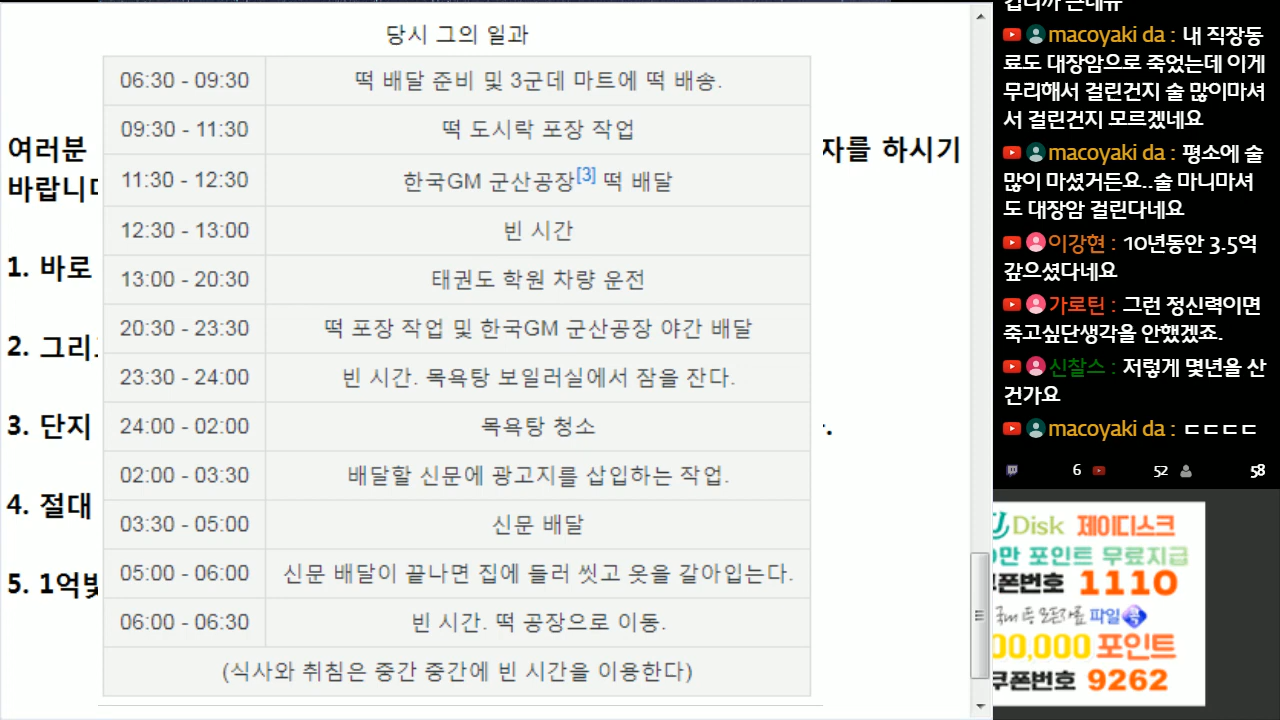 당시 그의 일과
06:30 - 09:30 떡 배달 준비 및 3군데 마트에 떡 배송.
09:30 - 11:30 떡 도시락 포장 작업
11:30 - 12:30 한국GM 군산공장[3] 떡 배달
12:30 - 13:00 빈 시간
13:00 - 20:30 태권도 학원 차량 운전
20:30 - 23:30 떡 포장 작업 및 한국GM 군산공장 야간 배달
23:30 - 24:00 빈 시간. 목욕탕 보일러실에서 잠을 잔다.
24:00 - 02:00 목욕탕 청소
02:00 - 03:30 배달할 신문에 광고지를 삽입하는 작업.
03:30 - 05:00 신문 배달
05:00 - 06:00 신문 배달이 끝나면 집에 들러 씻고 옷을 갈아입는다.
06:00 - 06:30 빈 시간. 떡 공장으로 이동.
(식사와 취침은 중간 중간에 빈 시간을 이용한다)
여러분 자를 하시기
바랍니다
1. 바로
2. 그리
3. 단지
4. 절대
5. 1억빚
macoyaki da : 내 직장동
료도 대장암으로 죽었는데 이게
무리해서 걸린건지 술 많이마셔
서 걸린건지 모르겠네요
macoyaki da : 평소에 술
많이 마셨거든요..술 마니마셔
도 대장암 걸린다네요
이강현 : 10년동안 3.5억
갚으셨다네요
가로틴 : 그런 정신력이면
죽고싶단생각을 안했겠죠.
신찰스 : 저렇게 몇년을 산
건가요
macoyaki da : ㄷㄷㄷㄷ
6 52 58
Disk 제이디스크
만 포인트 무료지급
쿠폰번호 1110
파일
00,000 포인트
쿠폰번호 9262